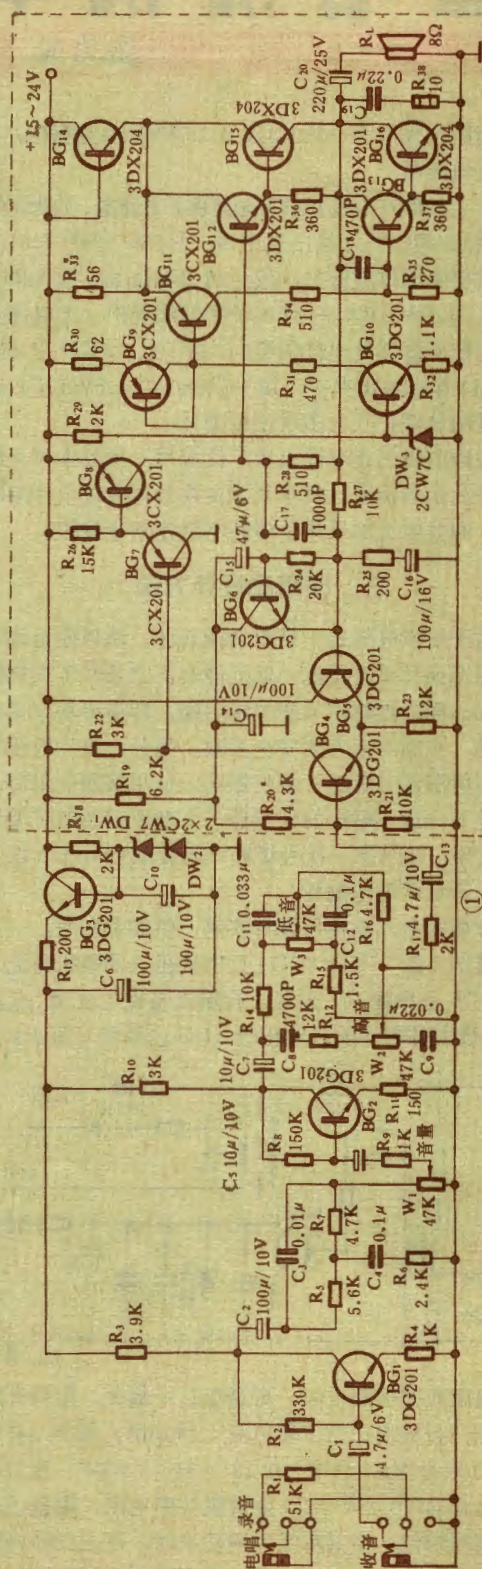 电唱 录音
收音
R₁
51K
C₁
4.7μ/6V
R₂
330K
BG₁
3DG201
R₃
3.9K
R₄
1K
C₂
100μ/10V
R₅
5.6K
C₃
0.01μ
C₄
0.1μ
R₆
2.4K
R₇
4.7K
W₁
47K
音量
C₅ 10μ/10V
R₈
150K
R₉
1K
BG₂
3DG201
R₁₀
3K
R₁₁
150
C₇
10μ/10V
C₈
4700P
R₁₂
12K
W₂
47K
高音
C₉
0.022μ
R₁₄ 10K
C₁₁ 0.033μ
低音
W₃
47K
R₁₅
1.5K
C₁₂
0.1μ
R₁₆4.7K
R₁₇
2K
4.7μ/10V
C₁₃
R₁₃
200
C₆
100μ/10V
BG₃
3DG201
C₁₀
100μ/10V
R₁₈
2K
2×2CW7 DW₁
DW₂
R₁₉
6.2K
R₂₀*
4.3K
R₂₁
10K
R₂₂
3K
BG₄
3DG201
BG₅
3DG201
R₂₃
12K
C₁₄
100μ/10V
BG₆
3DG201
C₁₅
47μ/6V
R₂₄
20K
R₂₅
200
C₁₆
100μ/16V
R₂₆
15K
BG₇
3CX201
BG₈
3CX201
C₁₇
1000P
R₂₈
510
R₂₇
10K
R₂₉
2K
DW₃
2CW7C
R₃₀
62
BG₉
3CX201
R₃₁
470
BG₁₀
3DG201
R₃₂
1.1K
R₃₃*
56
BG₁₁
3CX201
R₃₄
510
R₃₅
270
BG₁₂
3DX201
R₃₆
360
C₁₈470P
BG₁₃
3DX201
R₃₇
360
+15~24V
BG₁₄
3DX204
BG₁₅
3DX204
BG₁₆
3DX204
C₂₀
220μ/25V
C₁₉
0.22μ
R₃₈
10
R_L
8Ω
①